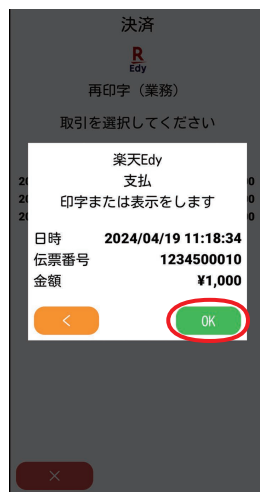 決済
R
Edy
再印字（業務）
取引を選択してください
楽天Edy
支払
印字または表示をします
日時 2024/04/19 11:18:34
伝票番号 1234500010
金額 ¥1,000
< OK
×